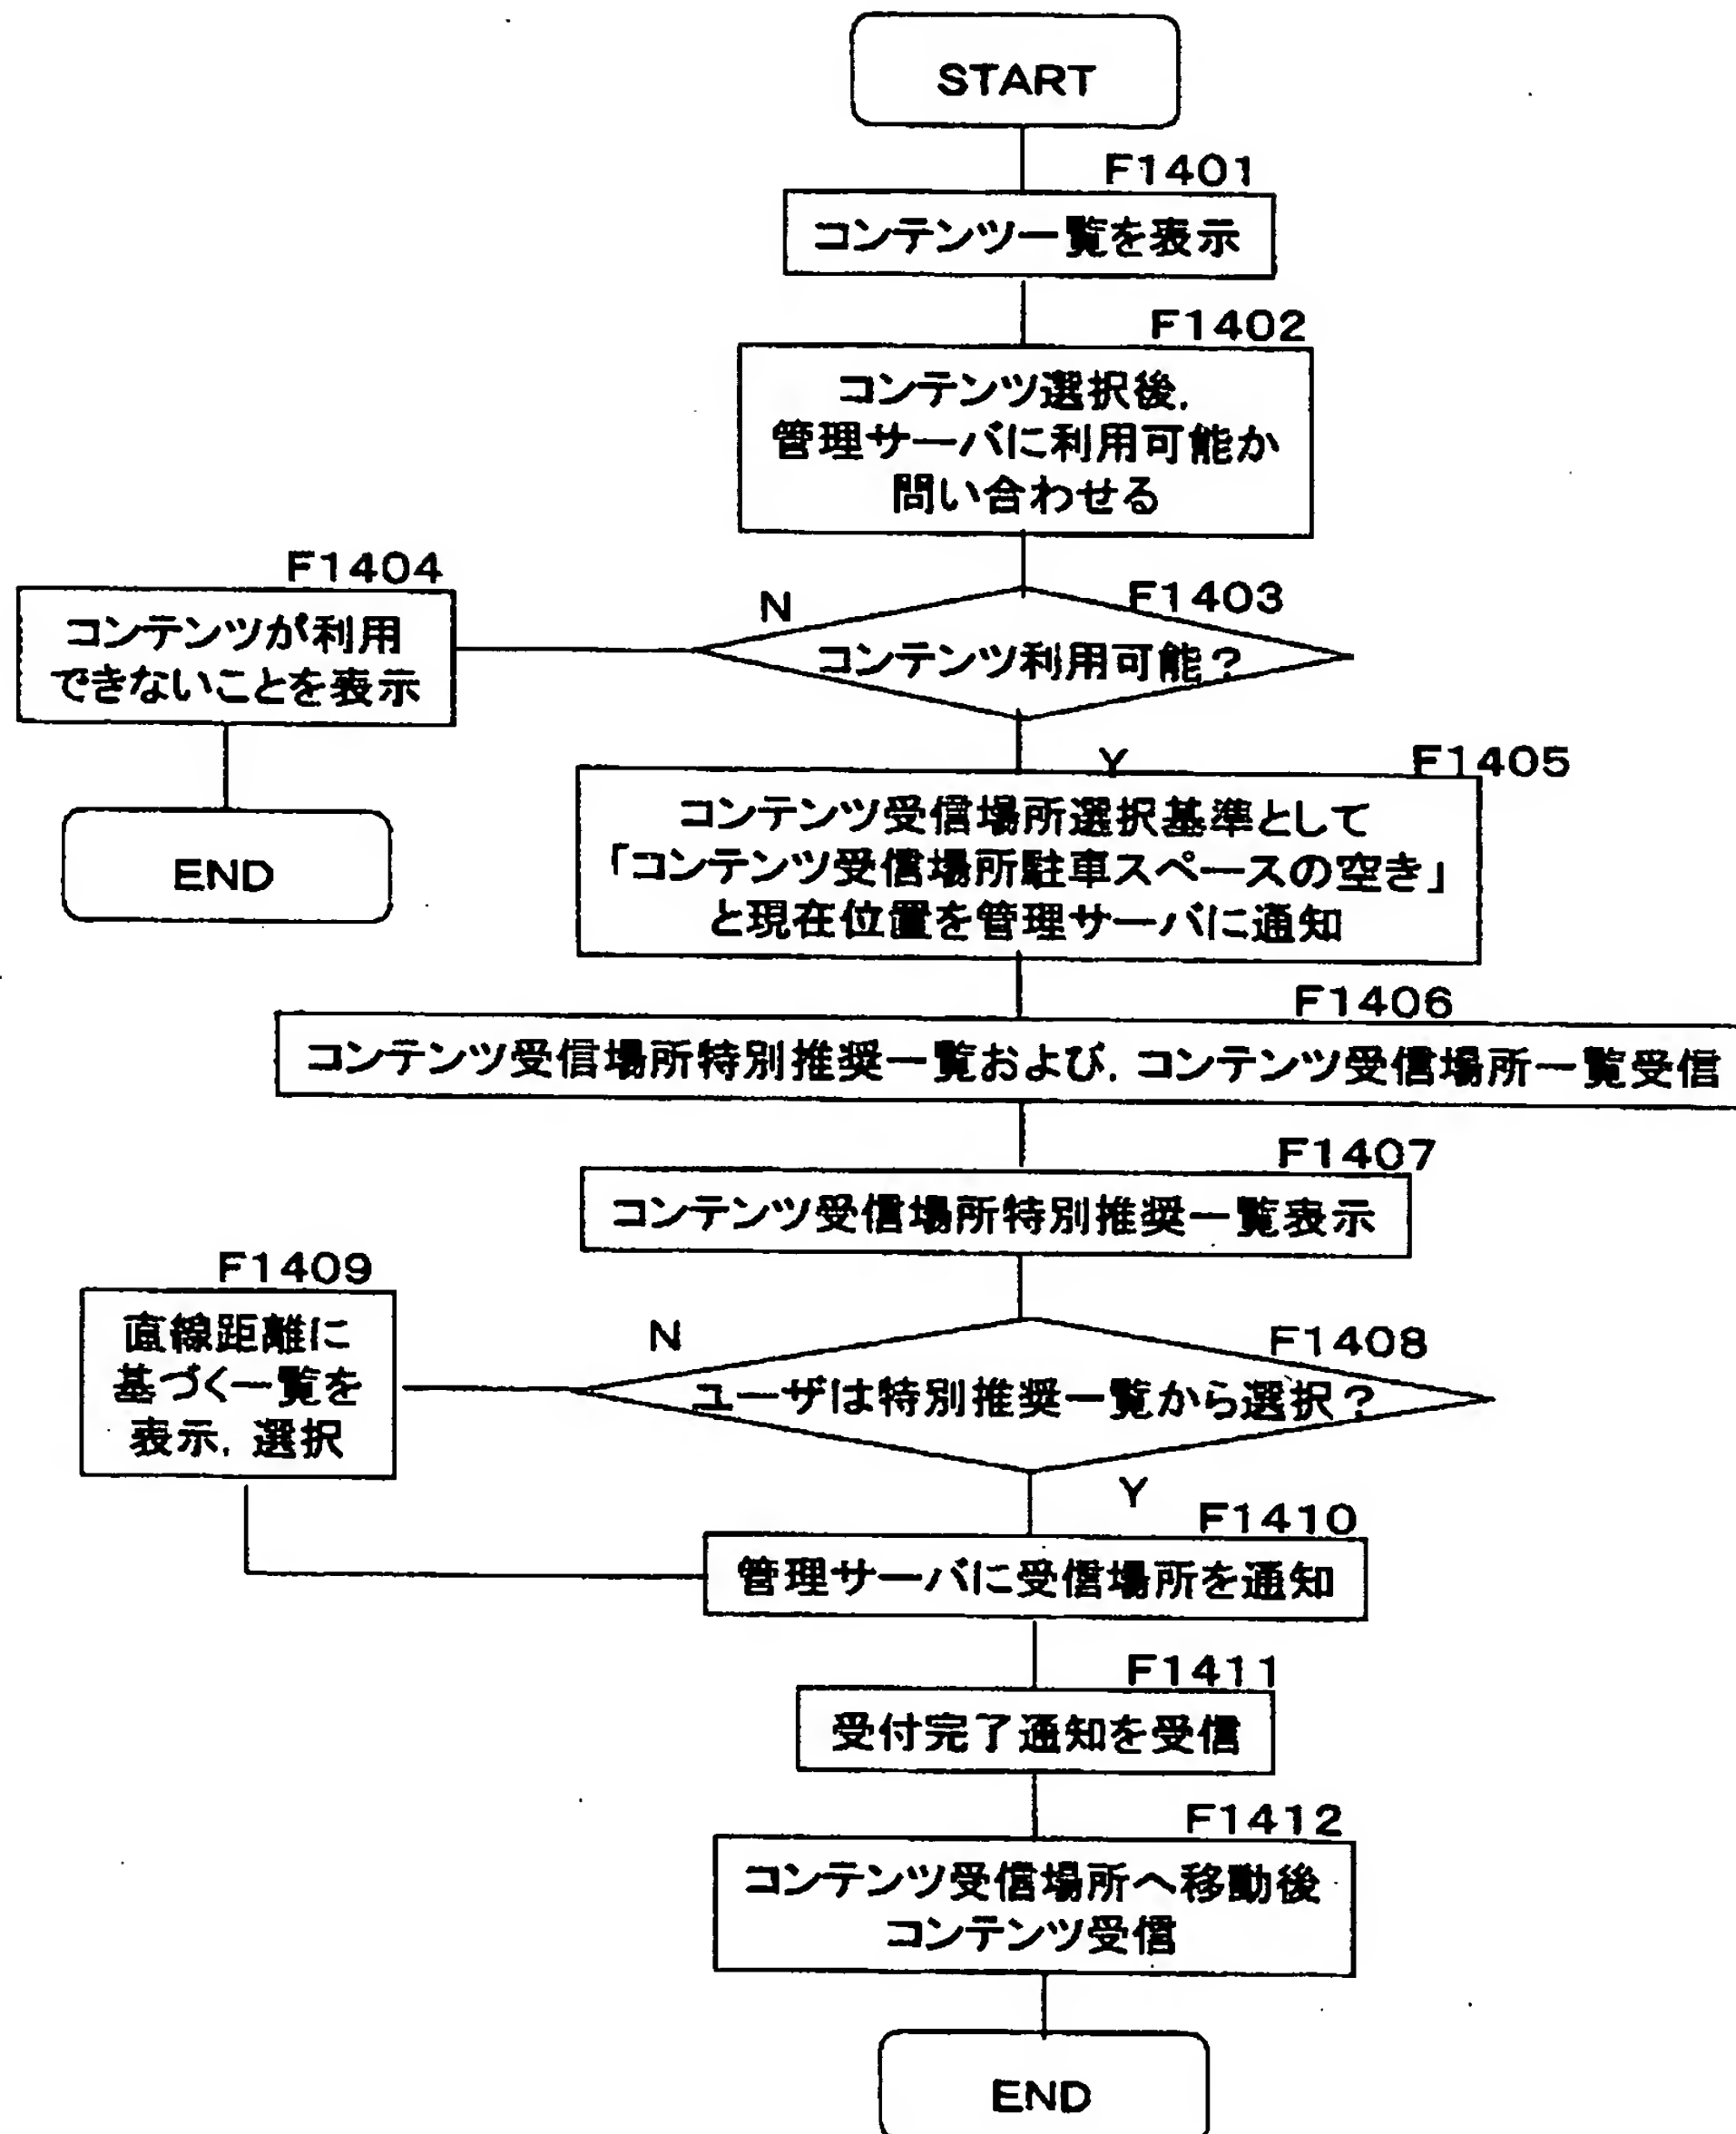 START
F1401
コンテンツ一覧を表示
F1402
コンテンツ選択後,
管理サーバに利用可能か
問い合わせる
F1404
コンテンツが利用
できないことを表示
END
N
F1403
コンテンツ利用可能？
Y
F1405
コンテンツ受信場所選択基準として
「コンテンツ受信場所駐車スペースの空き」
と現在位置を管理サーバに通知
F1406
コンテンツ受信場所特別推奨一覧および, コンテンツ受信場所一覧受信
F1407
コンテンツ受信場所特別推奨一覧表示
F1409
直線距離に
基づく一覧を
表示, 選択
N
F1408
ユーザは特別推奨一覧から選択？
Y
F1410
管理サーバに受信場所を通知
F1411
受付完了通知を受信
F1412
コンテンツ受信場所へ移動後
コンテンツ受信
END